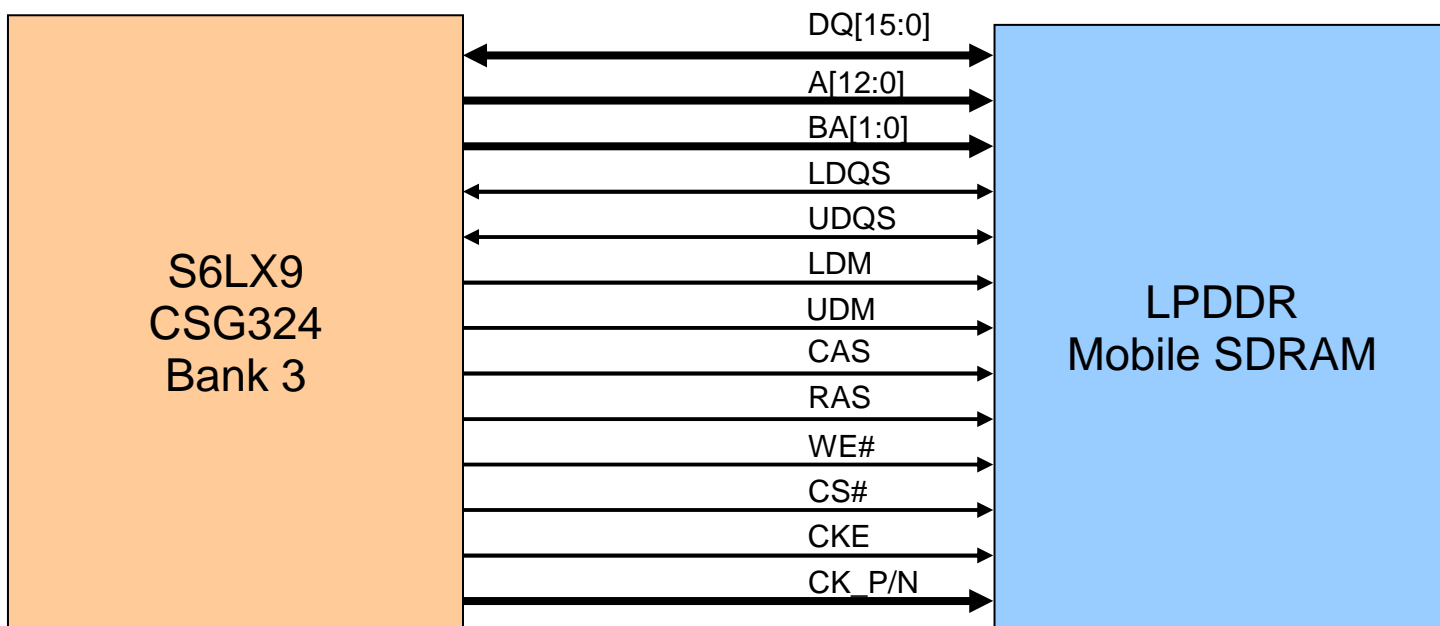 S6LX9
CSG324
Bank 3
DQ[15:0]
A[12:0]
BA[1:0]
LDQS
UDQS
LDM
UDM
CAS
RAS
WE#
CS#
CKE
CK_P/N
LPDDR
Mobile SDRAM